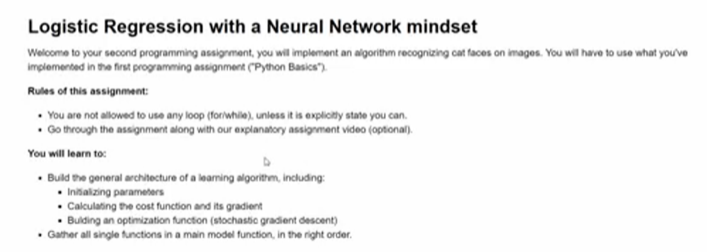 Logistic Regression with a Neural Network mindset
Welcome to your second programming assignment, you will implement an algorithm recognizing cat faces on images. You will have to use what you've
implemented in the first programming assignment ("Python Basics").
Rules of this assignment:
• You are not allowed to use any loop (for/while), unless it is explicitly state you can.
• Go through the assignment along with our explanatory assignment video (optional).
You will learn to:
• Build the general architecture of a learning algorithm, including:
• Initializing parameters
• Calculating the cost function and its gradient
• Bulding an optimization function (stochastic gradient descent)
• Gather all single functions in a main model function, in the right order.